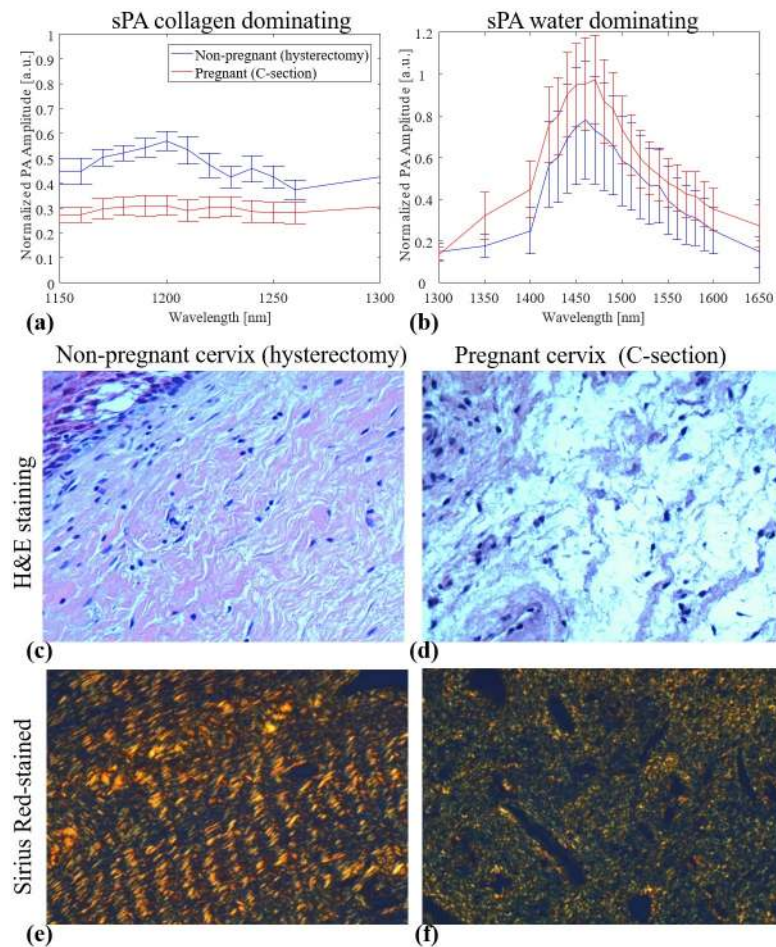 sPA collagen dominating
Normalized PA Amplitude [a.u.]
1
0.9
0.8
0.7
0.6
0.5
0.4
0.3
0.2
0.1
0
Non-pregnant (hysterectomy)
Pregnant (C-section)
1150 1200 1250 1300
Wavelength [nm]
(a)
sPA water dominating
Normalized PA Amplitude [a.u.]
1.2
1
0.8
0.6
0.4
0.2
0
1300 1350 1400 1450 1500 1550 1600 1650
Wavelength [nm]
(b)
Non-pregnant cervix (hysterectomy)
Pregnant cervix (C-section)
H&E staining
(c)
(d)
Sirius Red-stained
(e)
(f)